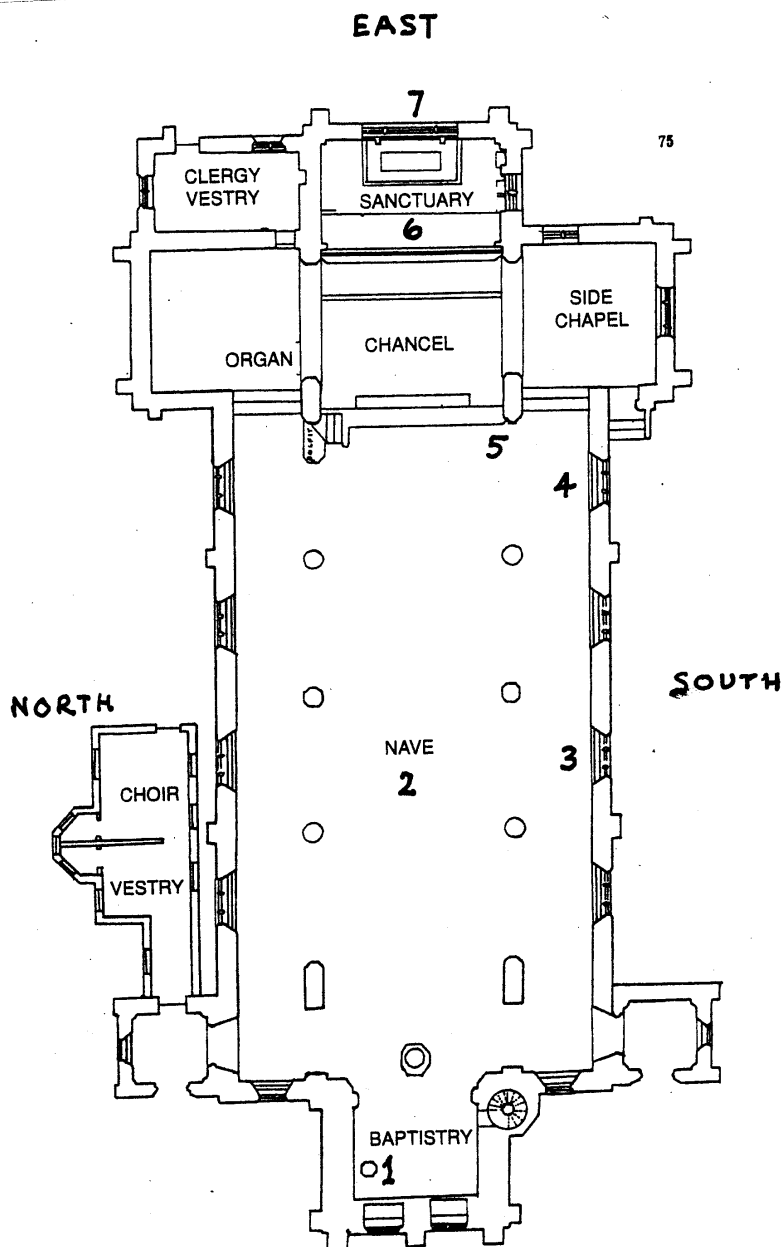 EAST
7
75
CLERGY
VESTRY
SANCTUARY
6
SIDE
CHAPEL
ORGAN
CHANCEL
PULPIT
5
4
NORTH
SOUTH
NAVE
2
3
CHOIR
VESTRY
BAPTISTRY
1